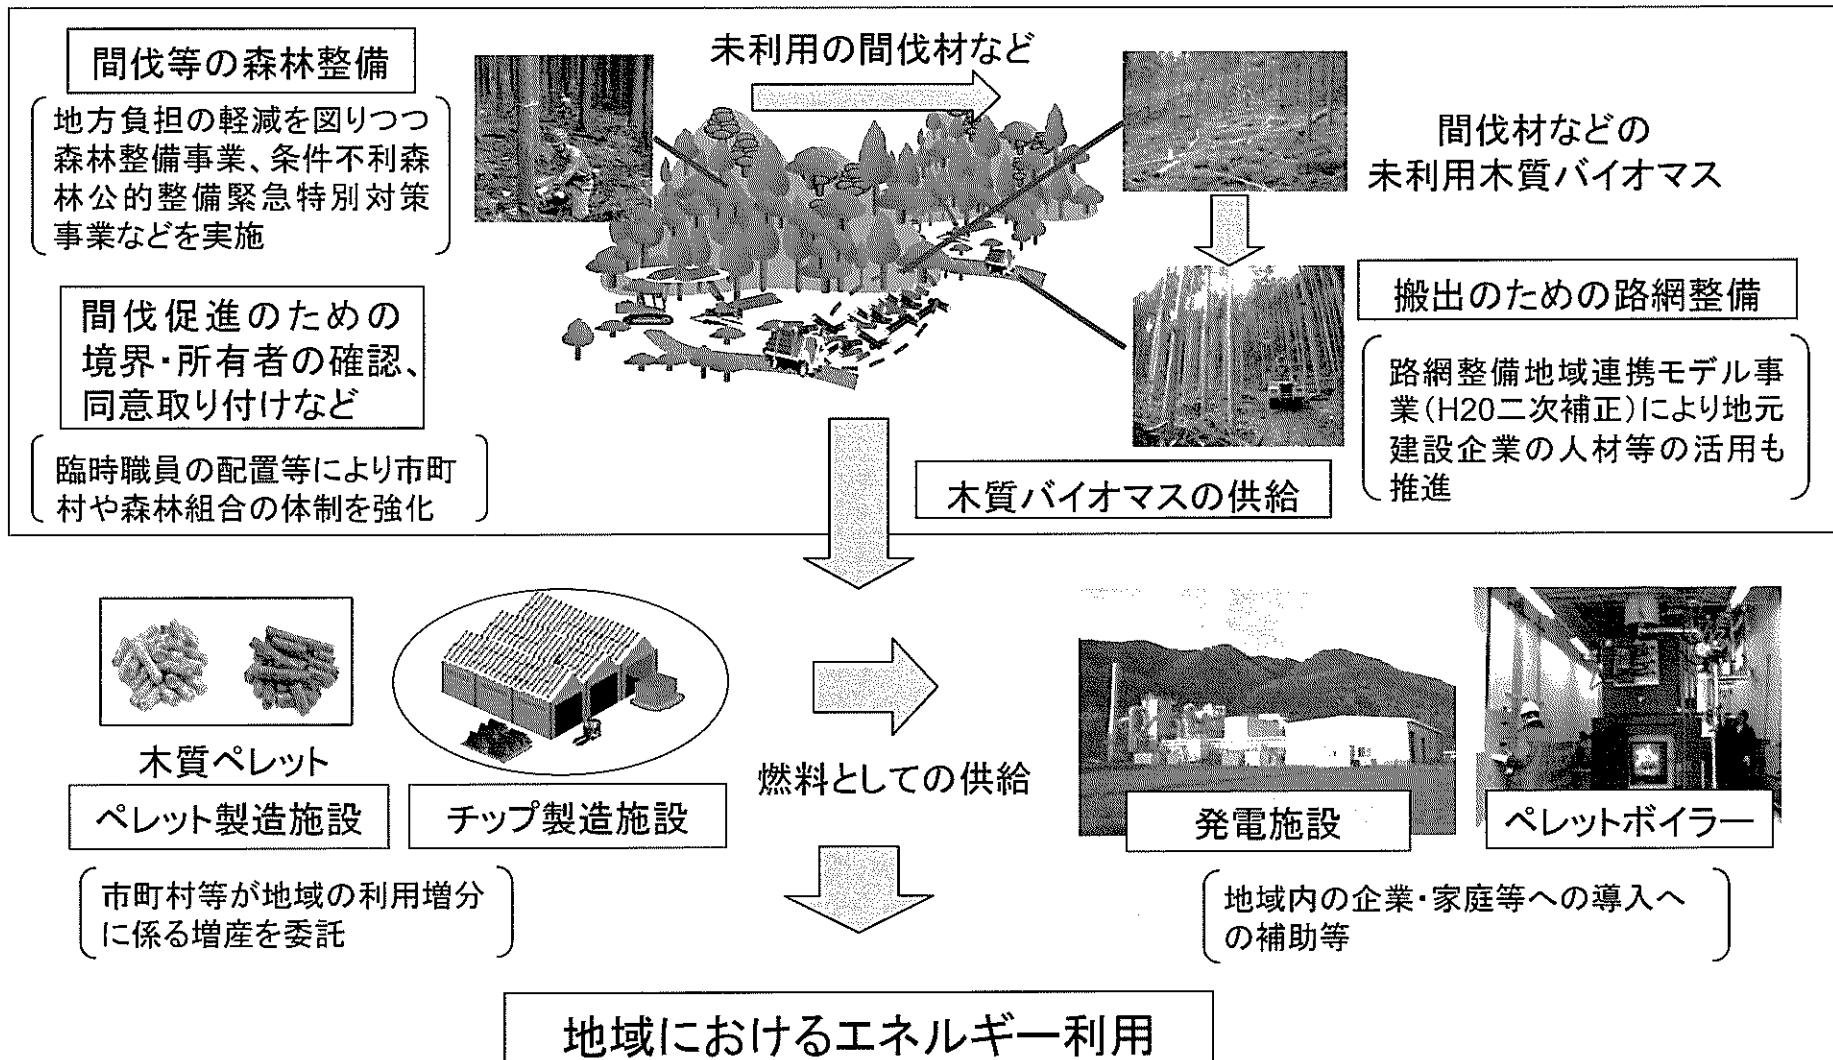 間伐等の森林整備
地方負担の軽減を図りつつ
森林整備事業、条件不利森
林公的整備緊急特別対策
事業などを実施
間伐促進のための
境界・所有者の確認、
同意取り付けなど
臨時職員の配置等により市町
村や森林組合の体制を強化
未利用の間伐材など
間伐材などの
未利用木質バイオマス
搬出のための路網整備
路網整備地域連携モデル事
業(H20二次補正)により地元
建設企業の人材等の活用も
推進
木質バイオマスの供給
木質ペレット
ペレット製造施設
チップ製造施設
市町村等が地域の利用増分
に係る増産を委託
燃料としての供給
発電施設
ペレットボイラー
地域内の企業・家庭等への導入へ
の補助等
地域におけるエネルギー利用